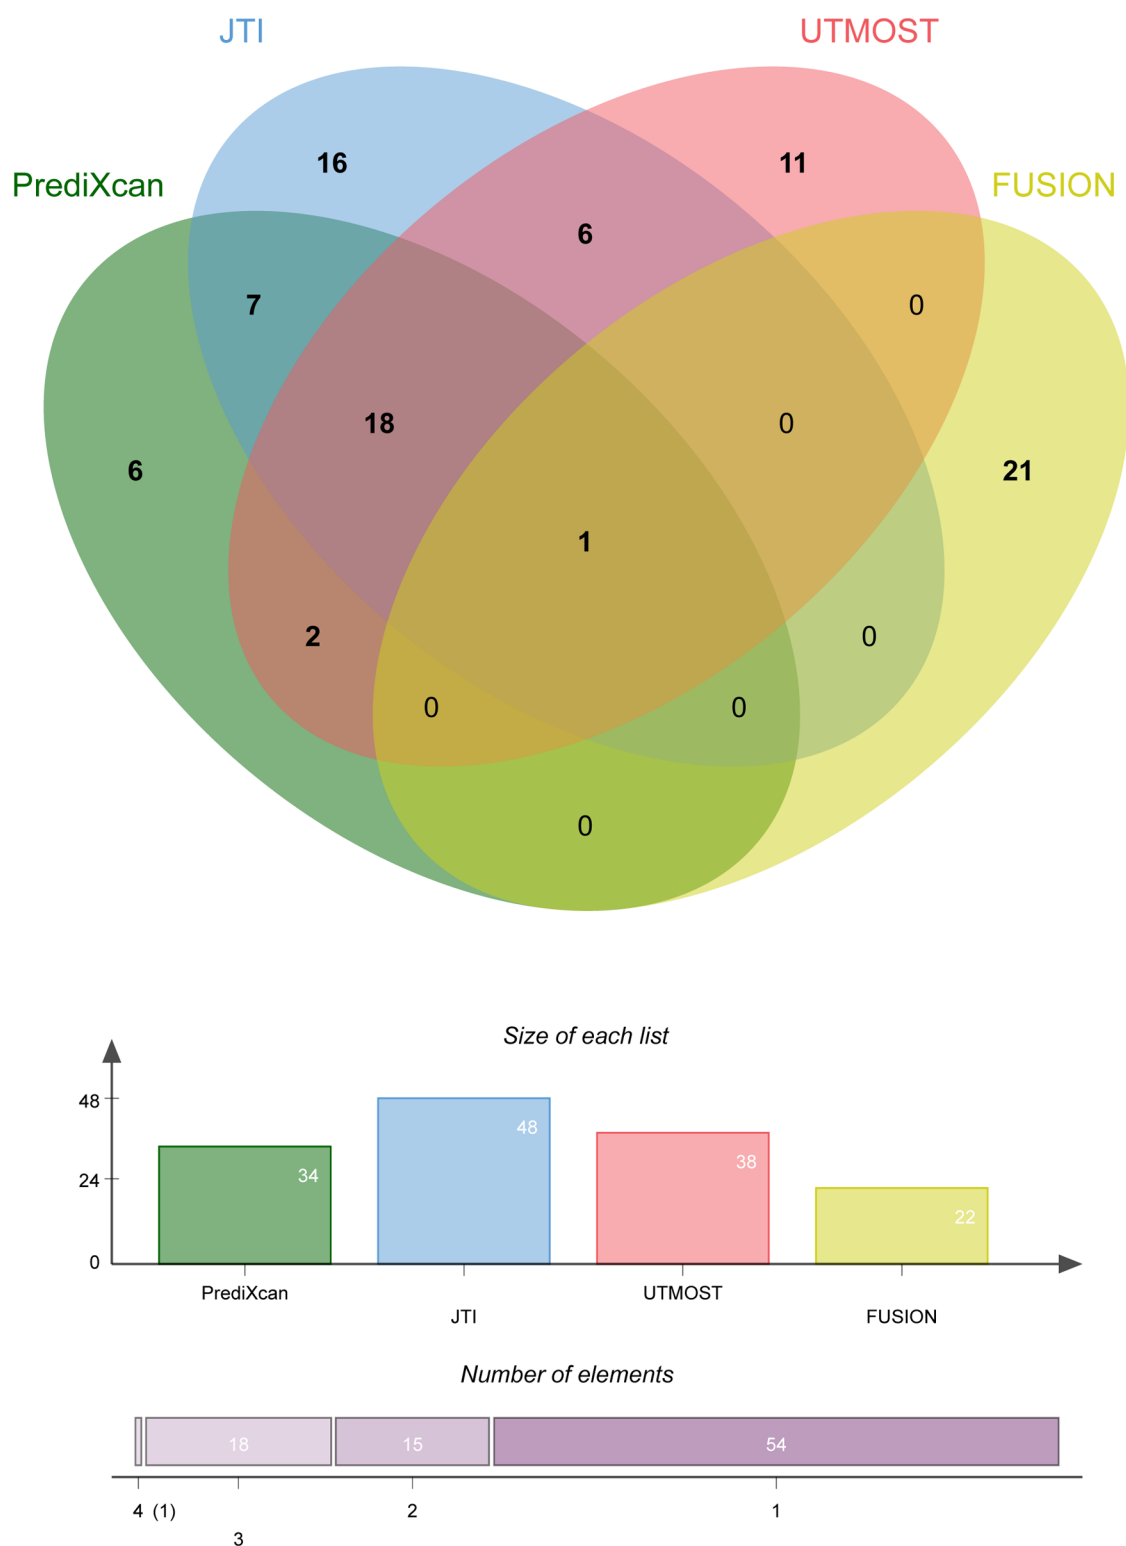 JTI
UTMOST
PrediXcan
FUSION
16
11
6
7
0
18
0
6
21
1
2
0
0
0
0
Size of each list
48
24
0
34
48
38
22
PrediXcan
JTI
UTMOST
FUSION
Number of elements
18
15
54
4 (1)
3
2
1